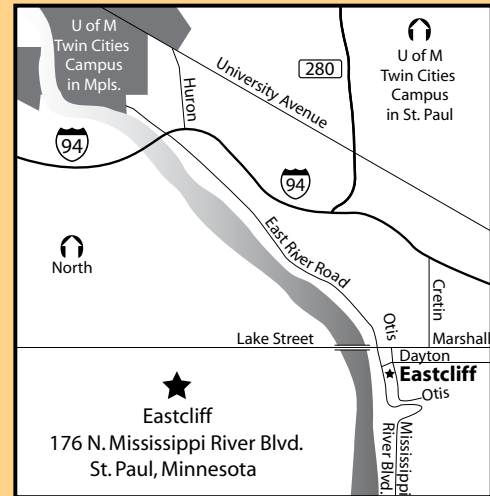 U of M
Twin Cities
Campus
in Mpls.
280
U of M
Twin Cities
Campus
in St. Paul
Huron
University Avenue
94
94
North
East River Road
Cretin
Otis
Lake Street
Marshall
Dayton
Eastcliff
Otis
Mississippi
River Blvd.
Eastcliff
176 N. Mississippi River Blvd.
St. Paul, Minnesota